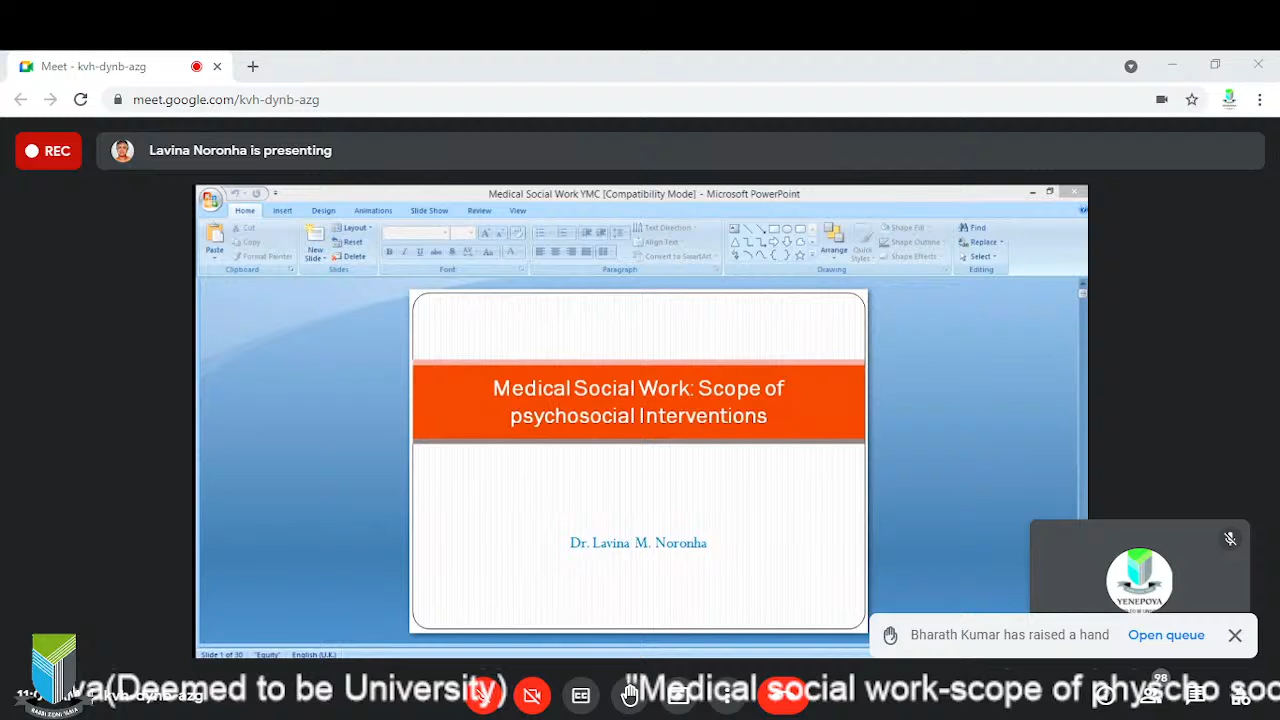 Meet - kvh-dynb-azg
meet.google.com/kvh-dynb-azg
REC
Lavina Noronha is presenting
Medical Social Work YMC [Compatibility Mode] - Microsoft PowerPoint
Home Insert Design Animations Slide Show Review View
Paste
Cut
Copy
Format Painter
Clipboard
New Slide
Layout
Reset
Delete
Slides
Font
Text Direction
Align Text
Convert to SmartArt
Paragraph
Arrange
Quick Styles
Shape Fill
Shape Outline
Shape Effects
Drawing
Find
Replace
Select
Editing
Medical Social Work: Scope of
psychosocial Interventions
Dr. Lavina M. Noronha
YENEPOYA
Bharath Kumar has raised a hand
Open queue
Slide 1 of 30 "Equity" English (U.K.)
kvh-dynb-azg
98
(Deemed to be University) "Medical social work-scope of physcho